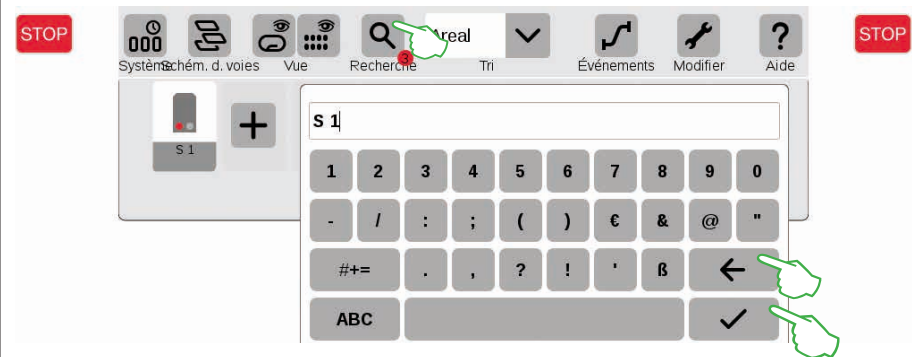 STOP
STOP
Areal
Système Schém. d. voies Vue Recherche 3 Tri Événements Modifier Aide
?
S 1
+
S 1
1 2 3 4 5 6 7 8 9 0
- / : ; ( ) € & @ "
#+= . , ? ! ' ß
ABC